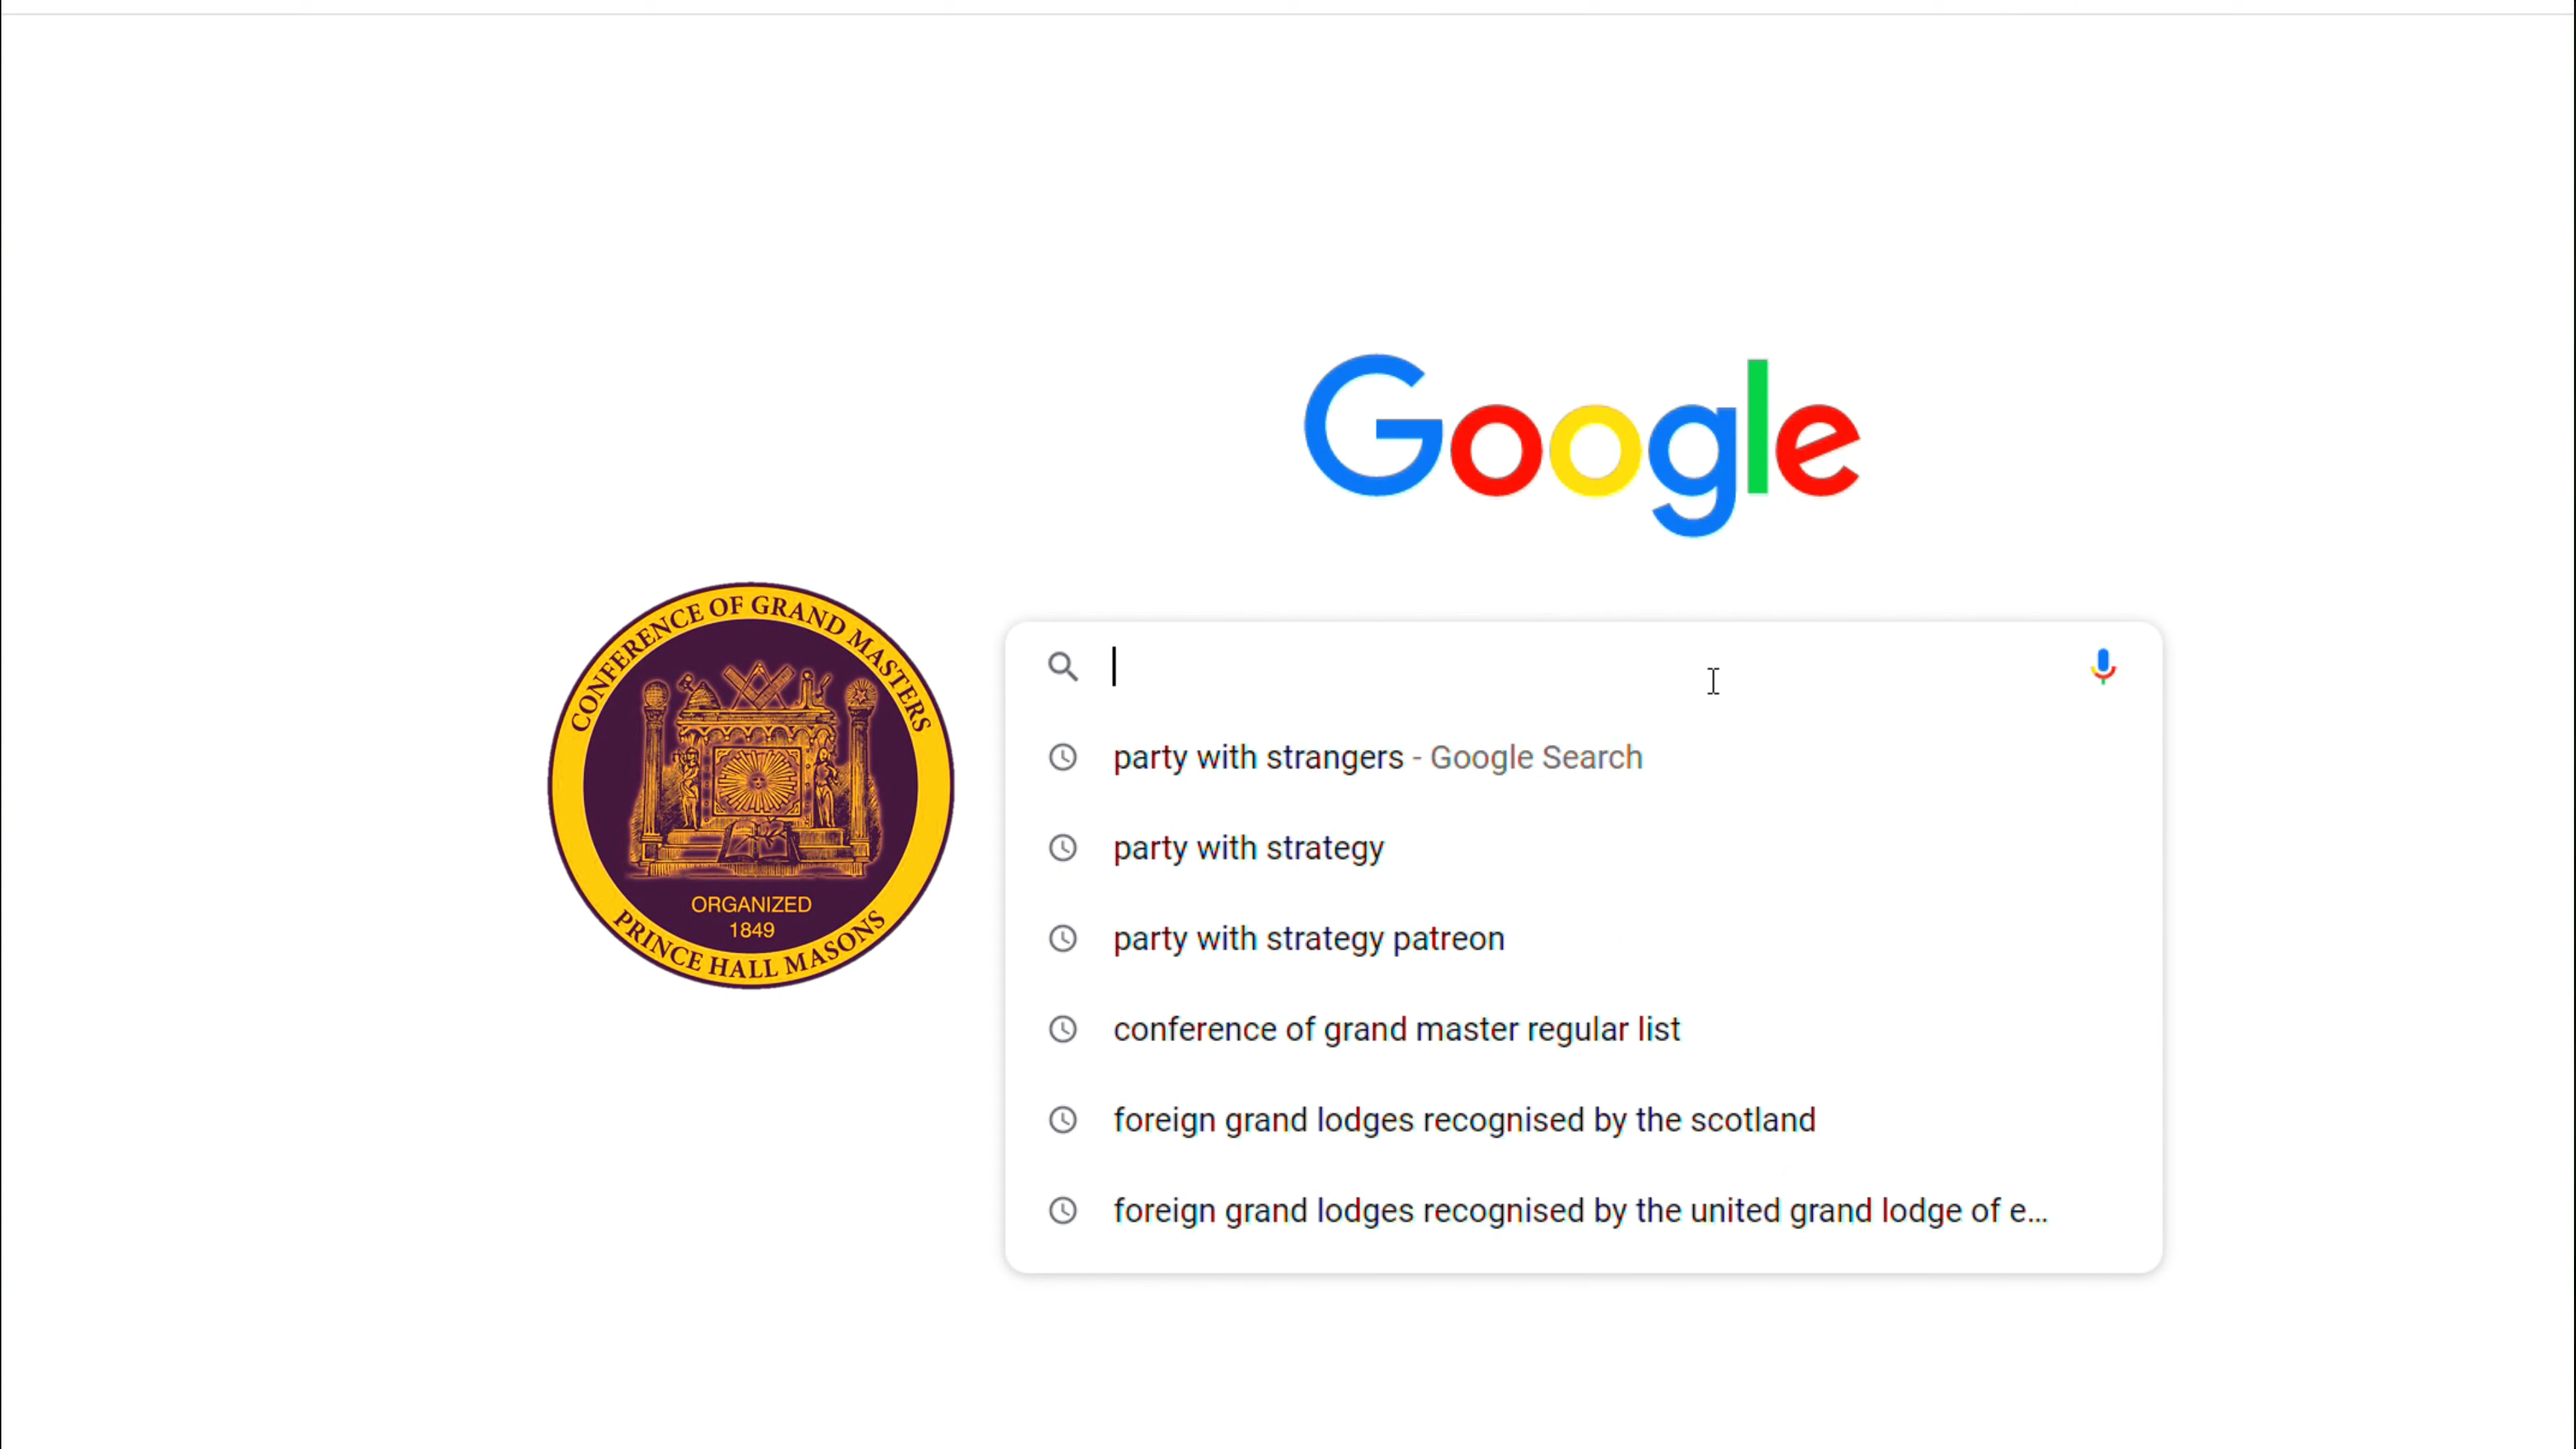 Google
CONFERENCE OF GRAND MASTERS
ORGANIZED
1849
PRINCE HALL MASONS
party with strangers - Google Search
party with strategy
party with strategy patreon
conference of grand master regular list
foreign grand lodges recognised by the scotland
foreign grand lodges recognised by the united grand lodge of e...